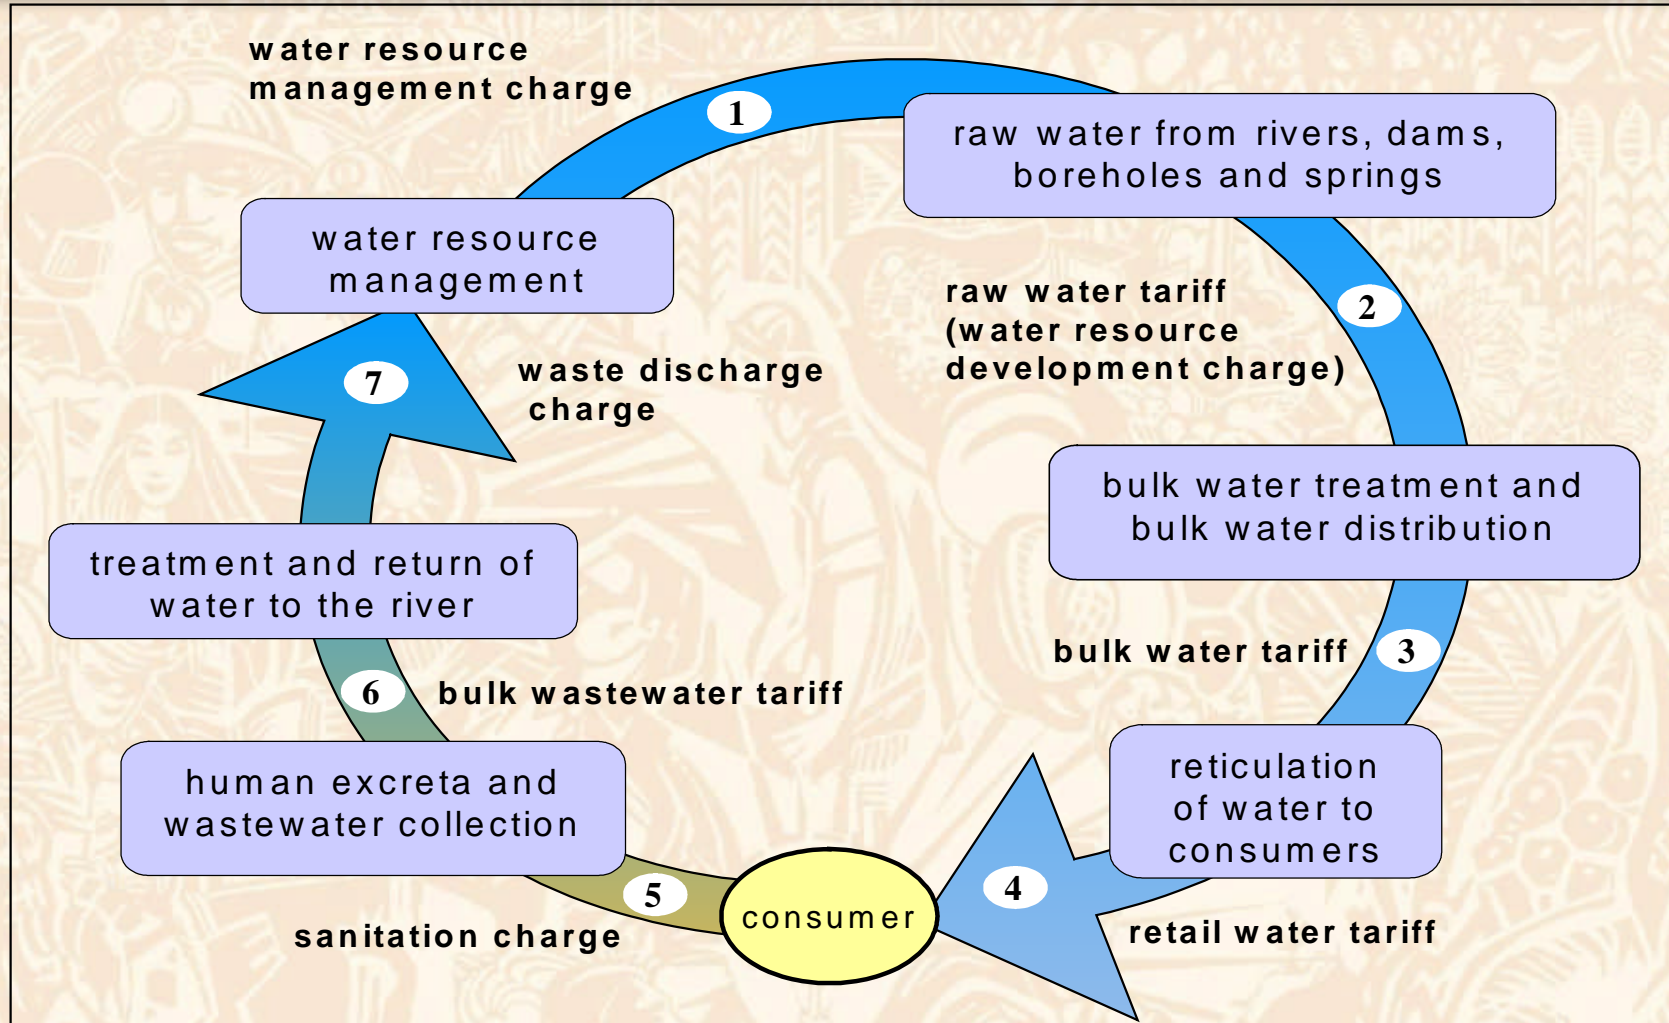 water resource
management charge
1
raw water from rivers, dams,
boreholes and springs
water resource
management
raw water tariff
(water resource
development charge)
2
7
waste discharge
charge
bulk water treatment and
bulk water distribution
treatment and return of
water to the river
bulk water tariff
3
6
bulk wastewater tariff
human excreta and
wastewater collection
reticulation
of water to
consumers
5
consumer
4
sanitation charge
retail water tariff